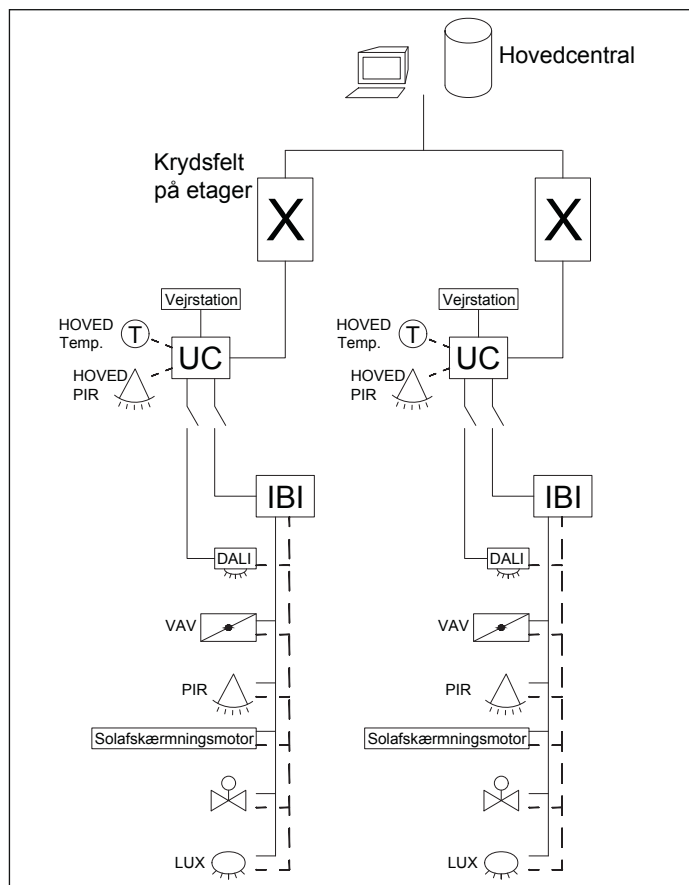 Hovedcentral
Krydsfelt
på etager
X
X
Vejrstation
HOVED
Temp.
T
UC
HOVED
PIR
IBI
DALI
VAV
PIR
Solafskærmningsmotor
LUX
Vejrstation
HOVED
Temp.
T
UC
HOVED
PIR
IBI
DALI
VAV
PIR
Solafskærmningsmotor
LUX